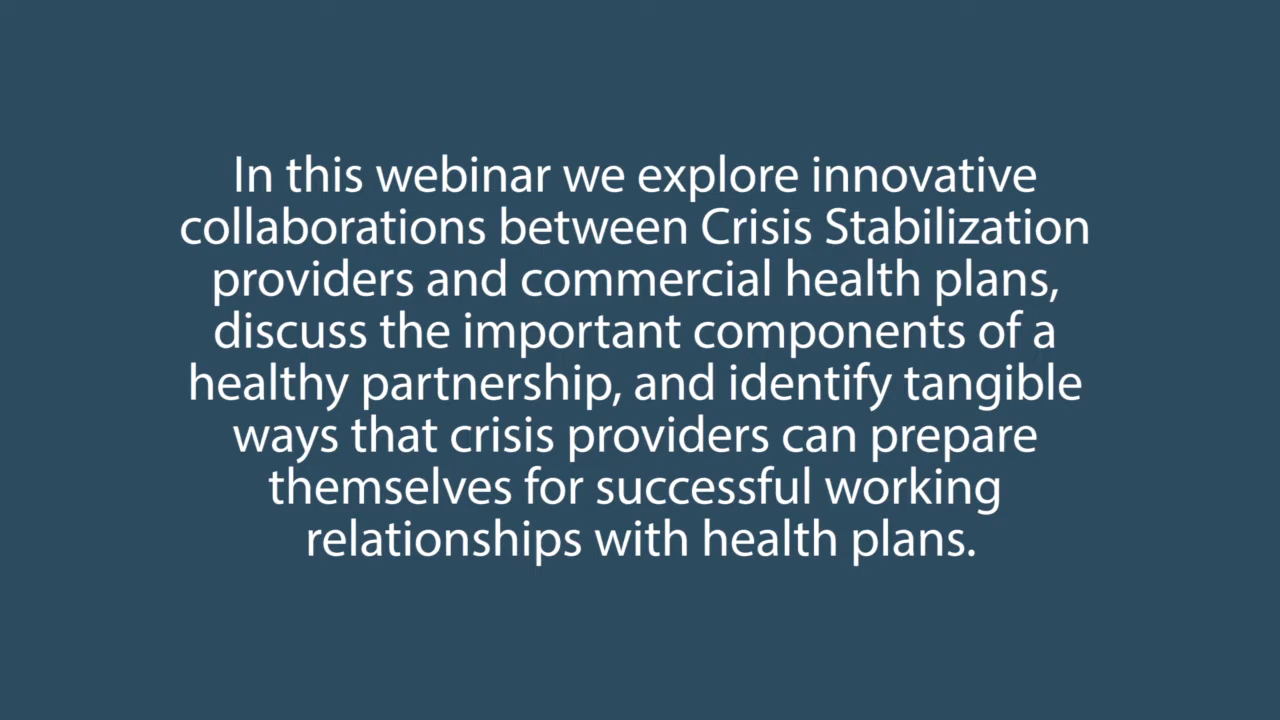 In this webinar we explore innovative
collaborations between Crisis Stabilization
providers and commercial health plans,
discuss the important components of a
healthy partnership, and identify tangible
ways that crisis providers can prepare
themselves for successful working
relationships with health plans.